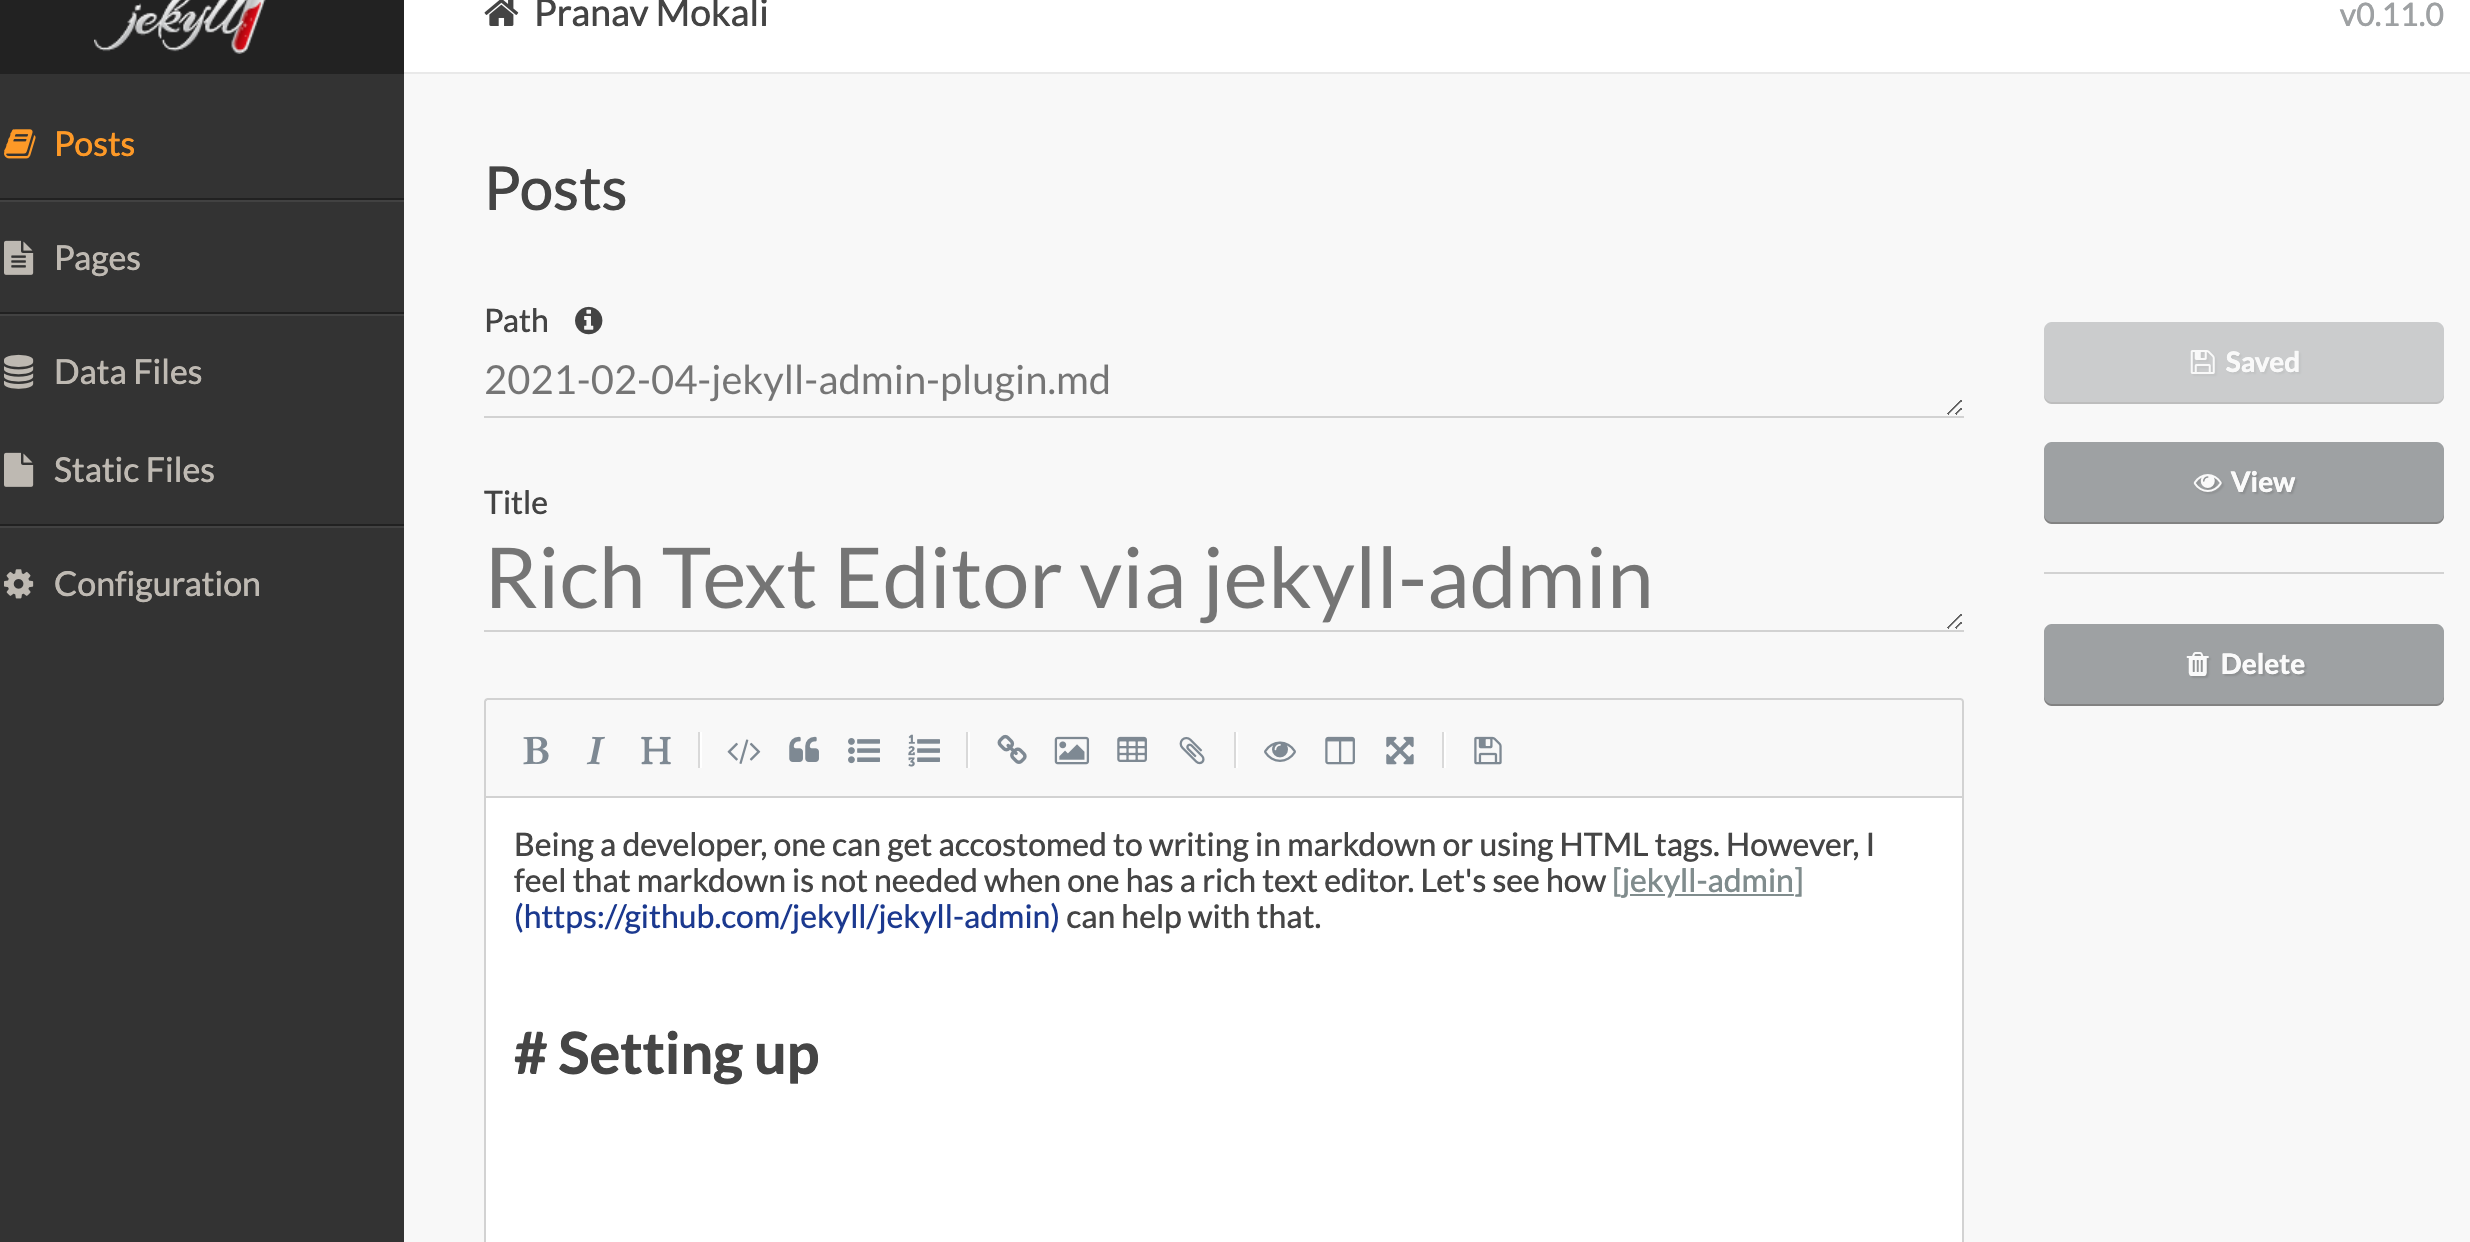 jekyll
Pranav Mokali
v0.11.0
Posts
Pages
Data Files
Static Files
Configuration
Posts
Path
2021-02-04-jekyll-admin-plugin.md
Saved
View
Delete
Title
Rich Text Editor via jekyll-admin
B I H
Being a developer, one can get accostomed to writing in markdown or using HTML tags. However, I
feel that markdown is not needed when one has a rich text editor. Let's see how [jekyll-admin]
(https://github.com/jekyll/jekyll-admin) can help with that.
# Setting up